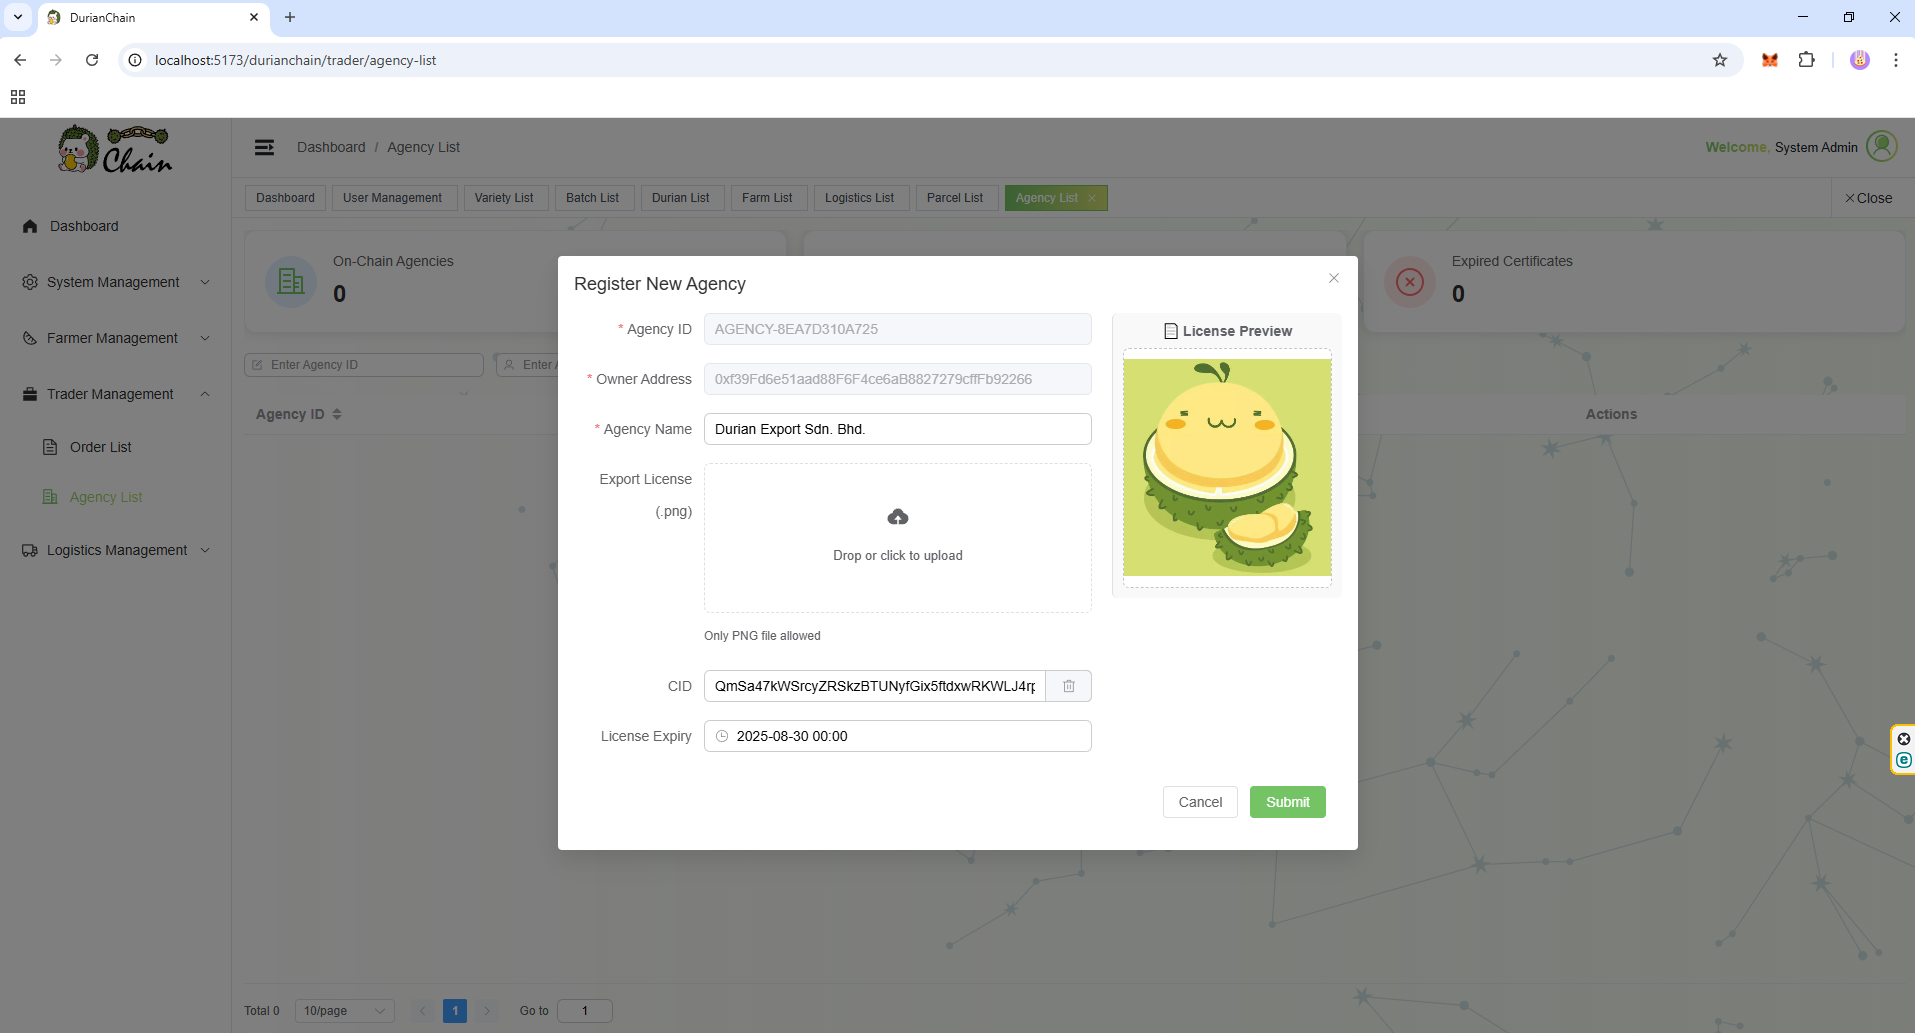 DurianChain
localhost:5173/durianchain/trader/agency-list
Chain
Dashboard / Agency List
Welcome, System Admin
Dashboard
User Management
Variety List
Batch List
Durian List
Farm List
Logistics List
Parcel List
Agency List
Close
Dashboard
System Management
Farmer Management
Trader Management
Order List
Agency List
Logistics Management
On-Chain Agencies
0
Expired Certificates
0
Enter Agency ID
Enter
Agency ID
Actions
Register New Agency
* Agency ID
AGENCY-8EA7D310A725
* Owner Address
0xf39Fd6e51aad88F6F4ce6aB8827279cffFb92266
* Agency Name
Durian Export Sdn. Bhd.
Export License
(.png)
Drop or click to upload
Only PNG file allowed
CID
QmSa47kWSrcyZRSkzBTUNyfGix5ftdxwRKWLJ4rp
License Expiry
2025-08-30 00:00
License Preview
Cancel
Submit
Total 0
10/page
1
Go to
1